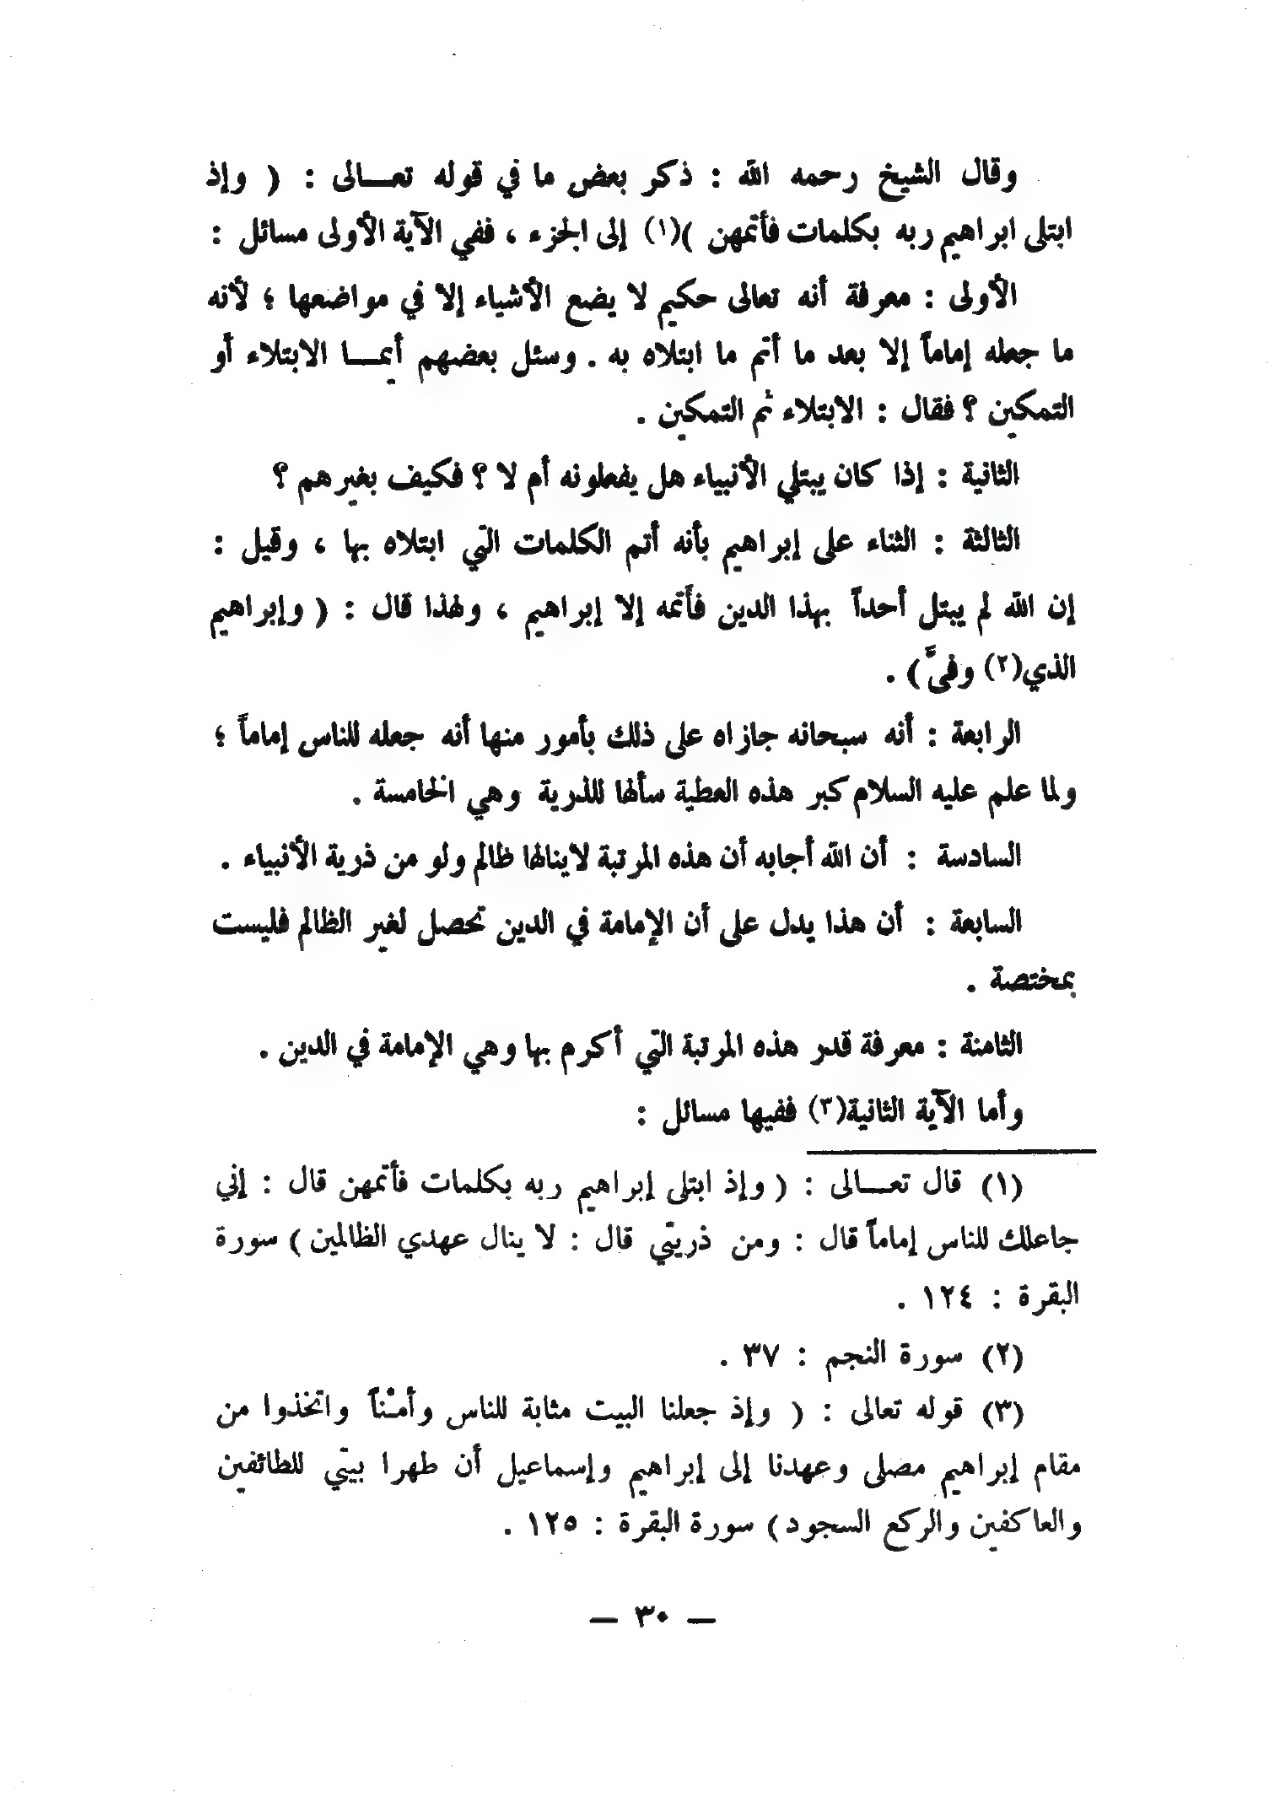 وقال الشيخ رحمه الله : ذكر بعض ما في قوله تعـــالى : ( وإذ
ابتلى ابراهيم ربه بكلمات فأتمهن )(١) إلى الجزء ، ففي الآية الأولى مسائل :
الأولى : معرفة أنه تعالى حكيم لا يضع الأشياء إلا في مواضعها ؛ لأنه
ما جعله إماماً إلا بعد ما أتم ما ابتلاه به . وسئل بعضهم أيمـــا الابتلاء أو
التمكين ؟ فقال : الابتلاء ثم التمكين .
الثانية : إذا كان يبتلي الأنبياء هل يفعلونه أم لا ؟ فكيف بغيرهم ؟
الثالثة : الثناء على إبراهيم بأنه أتم الكلمات التي ابتلاه بها ، وقيل :
إن الله لم يبتل أحداً بهذا الدين فأتمه إلا إبراهيم ، ولهذا قال : ( وإبراهيم
الذي(٢) وفىَّ ) .
الرابعة : أنه سبحانه جازاه على ذلك بأمور منها أنه جعله للناس إماماً ؛
ولما علم عليه السلام كبر هذه العطية سألها للذرية وهي الخامسة .
السادسة : أن الله أجابه أن هذه المرتبة لاينالها ظالم ولو من ذرية الأنبياء .
السابعة : أن هذا يدل على أن الإمامة في الدين تحصل لغير الظالم فليست
بمختصة .
الثامنة : معرفة قدر هذه المرتبة التي أكرم بها وهي الإمامة في الدين .
وأما الآية الثانية(٣) ففيها مسائل :
(١) قال تعـــالى : ( وإذ ابتلى إبراهيم ربه بكلمات فأتمهن قال : إني
جاعلك للناس إماماً قال : ومن ذريتي قال : لا ينال عهدي الظالمين ) سورة
البقرة : ١٢٤ .
(٢) سورة النجم : ٣٧ .
(٣) قوله تعالى : ( وإذ جعلنا البيت مثابة للناس وأمْناً واتخذوا من
مقام إبراهيم مصلى وعهدنا إلى إبراهيم وإسماعيل أن طهرا بيتي للطائفين
والعاكفين والركع السجود ) سورة البقرة : ١٢٥ .
— ٣٠ —